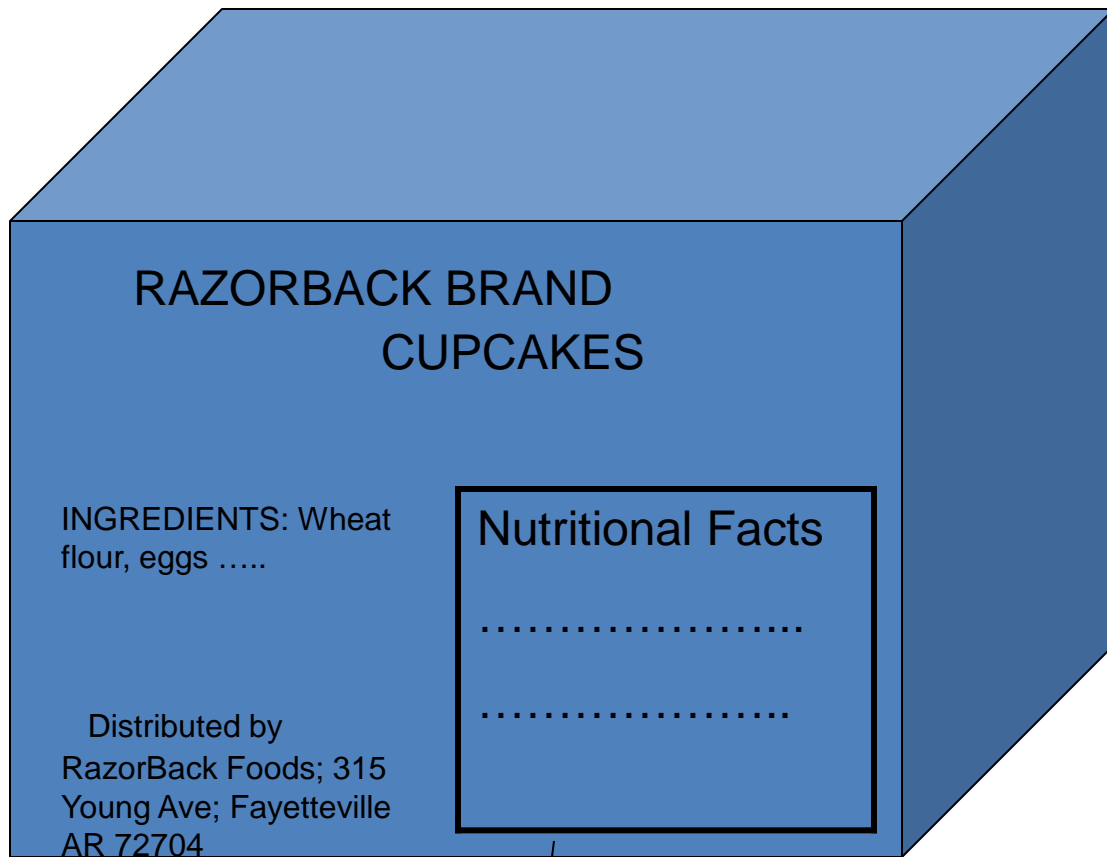 RAZORBACK BRAND
CUPCAKES
INGREDIENTS: Wheat
flour, eggs …..
Distributed by
RazorBack Foods; 315
Young Ave; Fayetteville
AR 72704
Nutritional Facts
…………………...
………………….